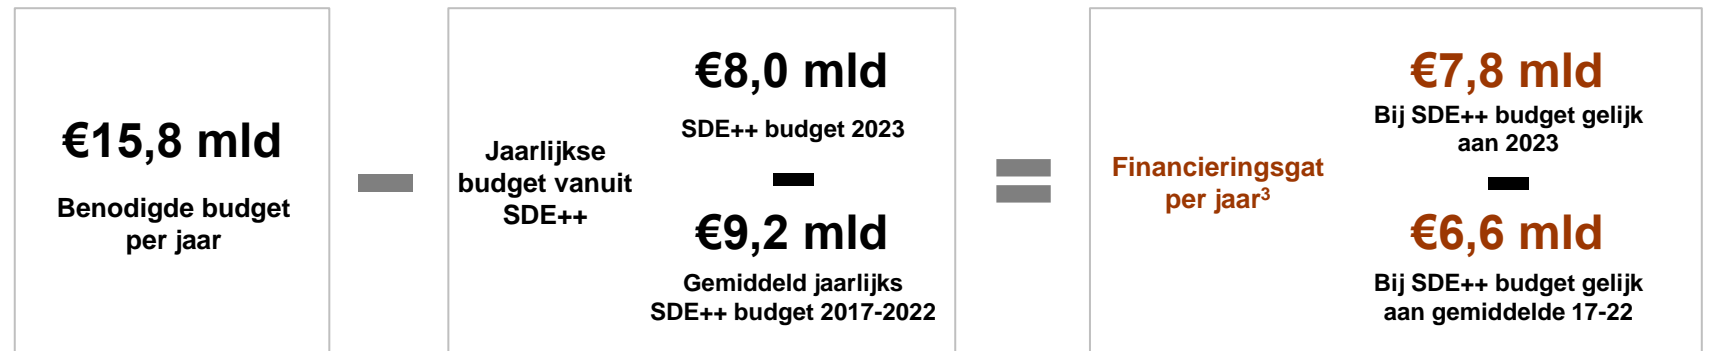 €15,8 mld
Benodigde budget
per jaar
Jaarlijkse
budget vanuit
SDE++
€8,0 mld
SDE++ budget 2023
€9,2 mld
Gemiddeld jaarlijks
SDE++ budget 2017-2022
Financieringsgat
per jaar³
€7,8 mld
Bij SDE++ budget gelijk
aan 2023
€6,6 mld
Bij SDE++ budget gelijk
aan gemiddelde 17-22